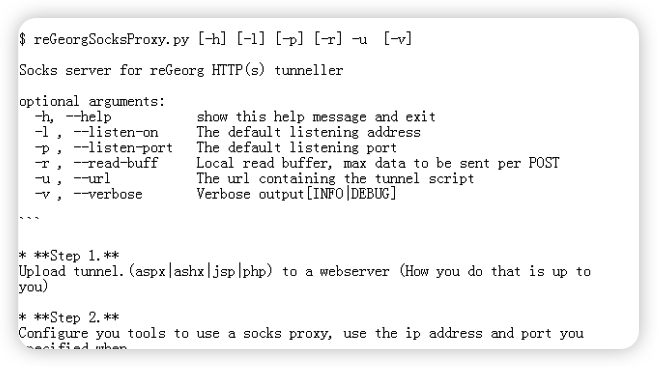 $ reGeorgSocksProxy.py [-h] [-l] [-p] [-r] -u  [-v]
Socks server for reGeorg HTTP(s) tunneller
optional arguments:
  -h, --help           show this help message and exit
  -l , --listen-on     The default listening address
  -p , --listen-port   The default listening port
  -r , --read-buff     Local read buffer, max data to be sent per POST
  -u , --url           The url containing the tunnel script
  -v , --verbose       Verbose output[INFO|DEBUG]
```
* **Step 1.**
Upload tunnel.(aspx|ashx|jsp|php) to a webserver (How you do that is up to
you)
* **Step 2.**
Configure you tools to use a socks proxy, use the ip address and port you
specified when